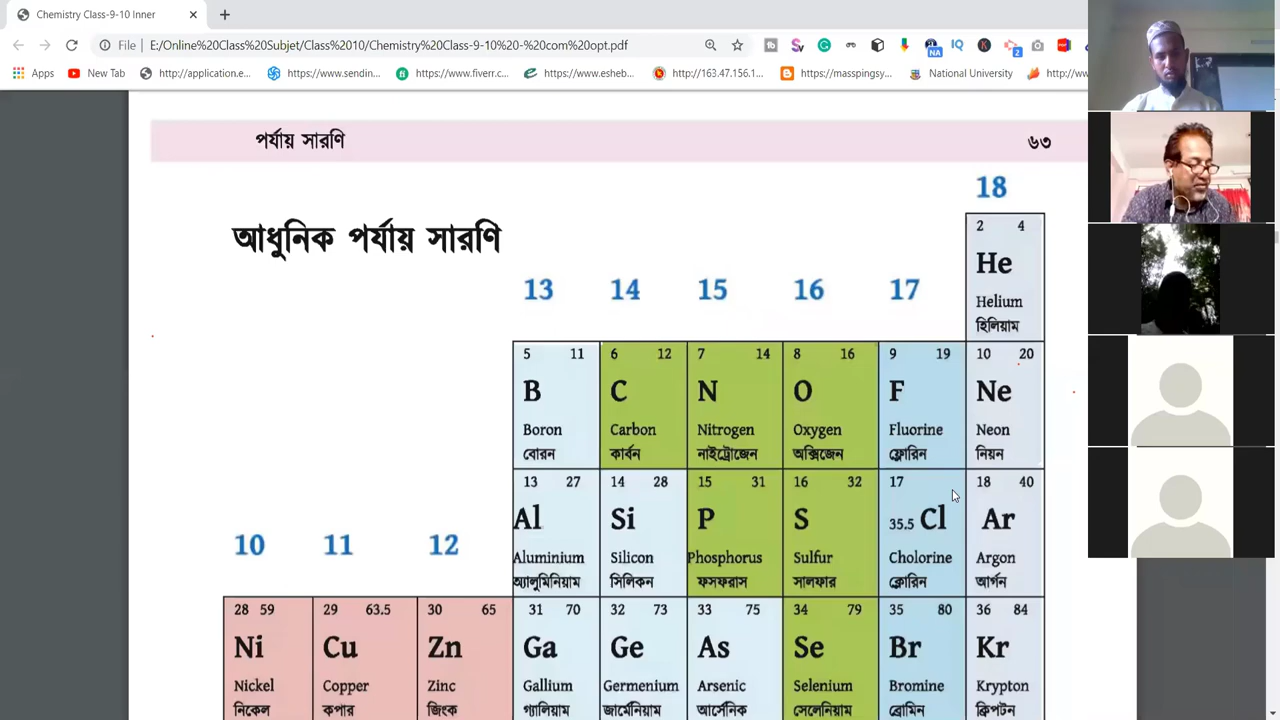 Chemistry Class-9-10 Inner
File E:/Online%20Class%20Subjet/Class 10/Chemistry%20Class-9-10%20-%20com%20opt.pdf
Apps New Tab http://application.e... https://www.sendin... https://www.fiverr.c... https://www.esheb... http://163.47.156.1... https://maspingsy... National University http://ww
পর্যায় সারণি ৬৩
18
আধুনিক পর্যায় সারণি
2 4
He
Helium
হিলিয়াম
13 14 15 16 17
5 11 6 12 7 14 8 16 9 19 10 20
B C N O F Ne
Boron Carbon Nitrogen Oxygen Fluorine Neon
বোরন কার্বন নাইট্রোজেন অক্সিজেন ফ্লোরিন নিয়ন
13 27 14 28 15 31 16 32 17 18 40
Al Si P S 35.5 Cl Ar
Aluminium Silicon Phosphorus Sulfur Cholorine Argon
অ্যালুমিনিয়াম সিলিকন ফসফরাস সালফার ক্লোরিন আর্গন
10 11 12
28 59 29 63.5 30 65 31 70 32 73 33 75 34 79 35 80 36 84
Ni Cu Zn Ga Ge As Se Br Kr
Nickel Copper Zinc Gallium Germenium Arsenic Selenium Bromine Krypton
নিকেল কপার জিংক গ্যালিয়াম জার্মেনিয়াম আর্সেনিক সেলেনিয়াম ব্রোমিন ক্রিপটন